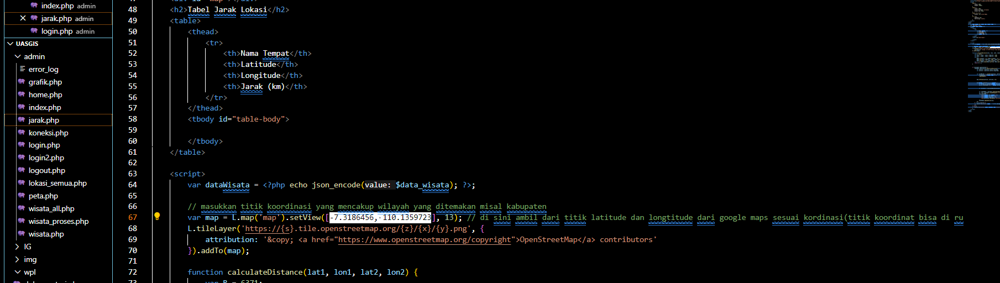 index.php admin
jarak.php admin
login.php admin
UASGIS
admin
error_log
grafik.php
home.php
index.php
jarak.php
koneksi.php
login.php
login2.php
logout.php
lokasi_semua.php
peta.php
wisata_all.php
wisata_proses.php
wisata.php
IG
img
wpl
48 <h2>Tabel Jarak Lokasi</h2>
49 <table>
50 <thead>
51 <tr>
52 <th>Nama Tempat</th>
53 <th>Latitude</th>
54 <th>Longitude</th>
55 <th>Jarak (km)</th>
56 </tr>
57 </thead>
58 <tbody id="table-body">
59
60 </tbody>
61 </table>
62
63 <script>
64 var dataWisata = <?php echo json_encode(value: $data_wisata); ?>;
65
66 // masukkan titik koordinasi yang mencakup wilayah yang ditemakan misal kabupaten
67 var map = L.map('map').setView([-7.3186456, 110.1359723], 13); // di sini ambil dari titik latitude dan longtitude dari google maps sesuai kordinasi(titik koordinat bisa di ru
68 L.tileLayer('https://{s}.tile.openstreetmap.org/{z}/{x}/{y}.png', {
69 attribution: '&copy; <a href="https://www.openstreetmap.org/copyright">OpenStreetMap</a> contributors'
70 }).addTo(map);
71
72 function calculateDistance(lat1, lon1, lat2, lon2) {
73 var R = 6371;